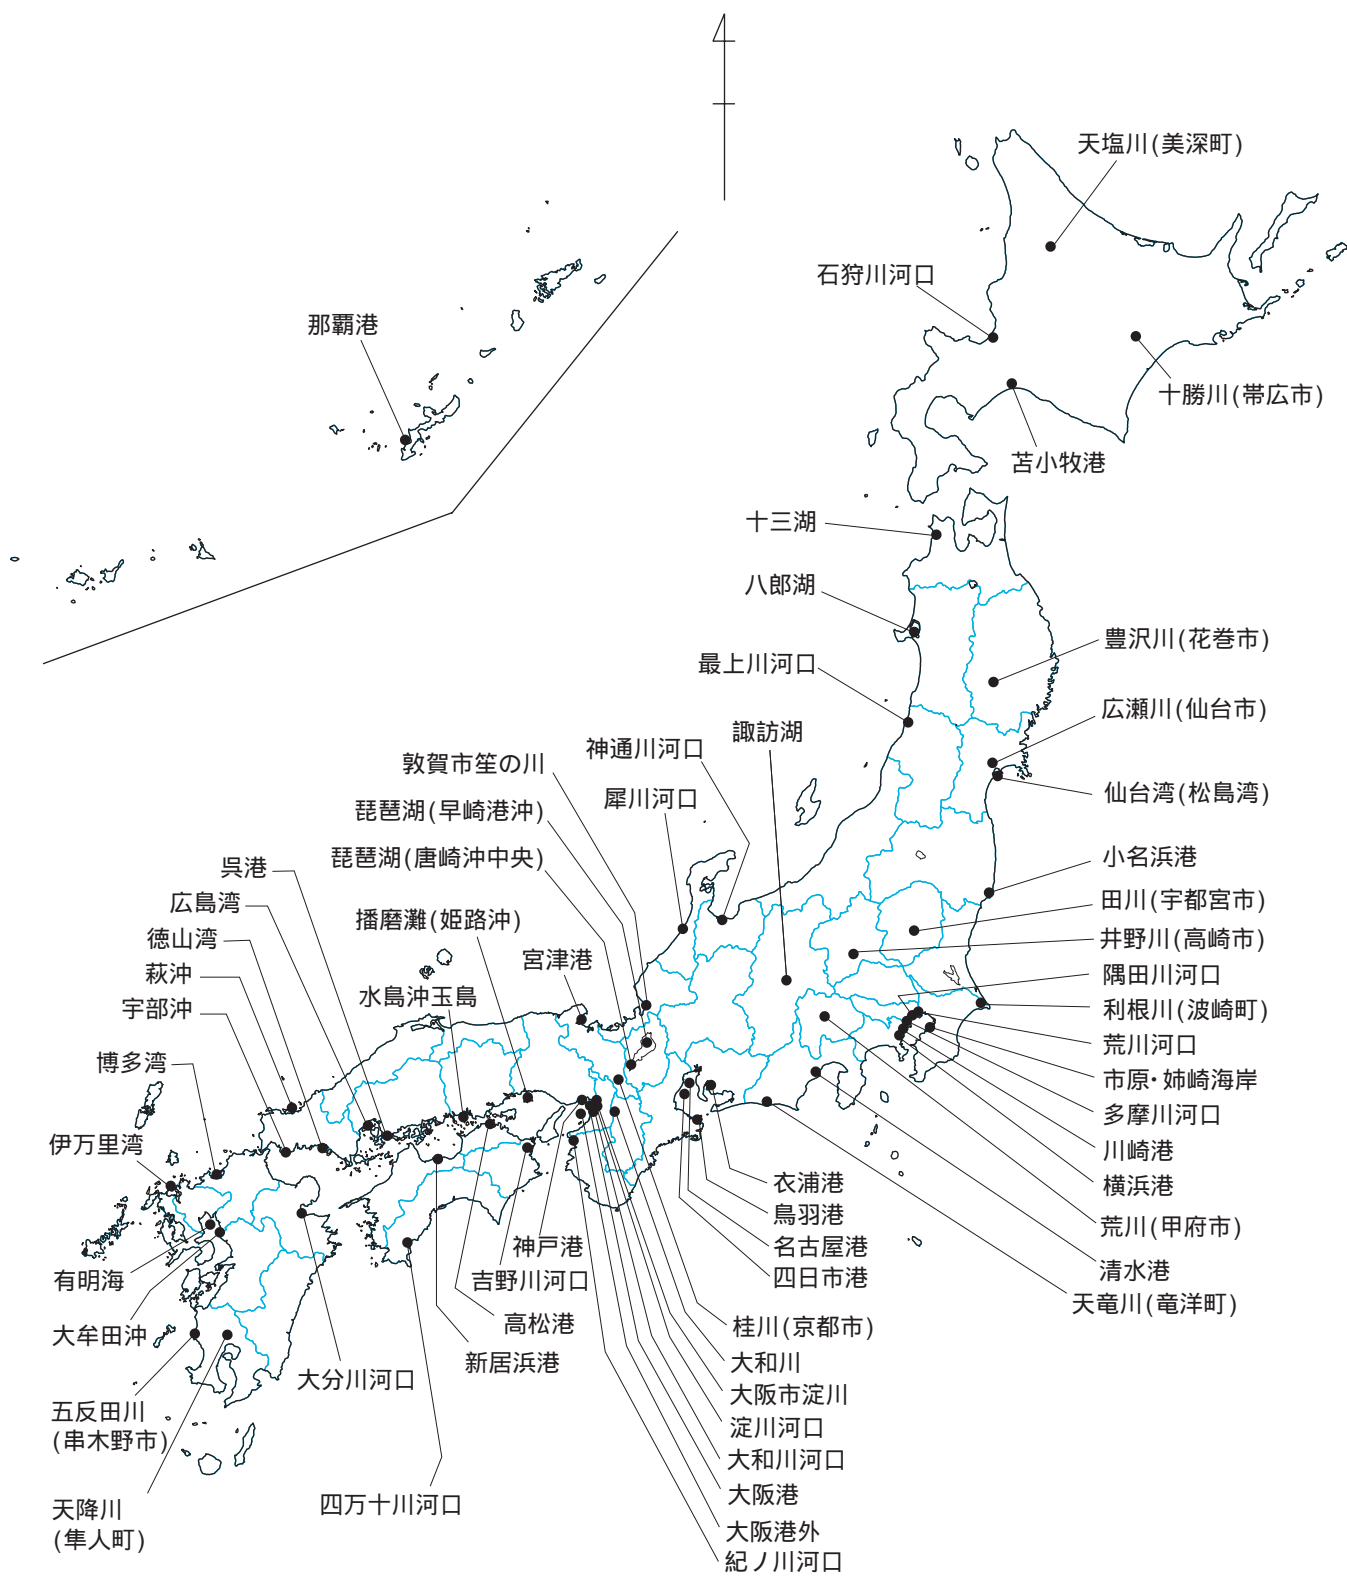 天塩川(美深町)
石狩川河口
那覇港
十勝川(帯広市)
苫小牧港
十三湖
八郎湖
豊沢川(花巻市)
最上川河口
広瀬川(仙台市)
諏訪湖
神通川河口
敦賀市笙の川
仙台湾(松島湾)
犀川河口
琵琶湖(早崎港沖)
琵琶湖(唐崎沖中央)
小名浜港
呉港
田川(宇都宮市)
広島湾
播磨灘(姫路沖)
徳山湾
井野川(高崎市)
宮津港
萩沖
隅田川河口
水島沖玉島
宇部沖
利根川(波崎町)
荒川河口
博多湾
市原・姉崎海岸
多摩川河口
伊万里湾
川崎港
衣浦港
横浜港
鳥羽港
荒川(甲府市)
神戸港
名古屋港
有明海
吉野川河口
四日市港
清水港
天竜川(竜洋町)
高松港
桂川(京都市)
大牟田沖
新居浜港
大和川
大分川河口
大阪市淀川
五反田川
(串木野市)
淀川河口
大和川河口
大阪港
四万十川河口
天降川
(隼人町)
大阪港外
紀ノ川河口